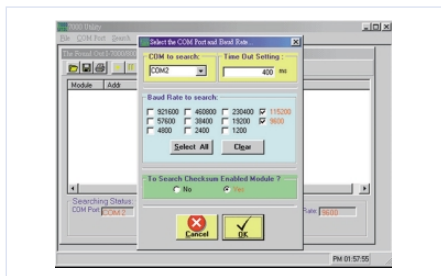 7000 Utility
File COM Port Search
Select the COM Port and Baud Rate
COM to search: Time Out Setting :
COM2 400 ms
Module Addr
Baud Rate to search:
921600 460800 230400 115200
57600 38400 19200 9600
4800 2400 1200
Select All Clear
To Search Checksum Enabled Module ?
No Yes
Searching Status:
COM Port COM 2 Rate: 9600
Cancel OK
PM 01:57:55